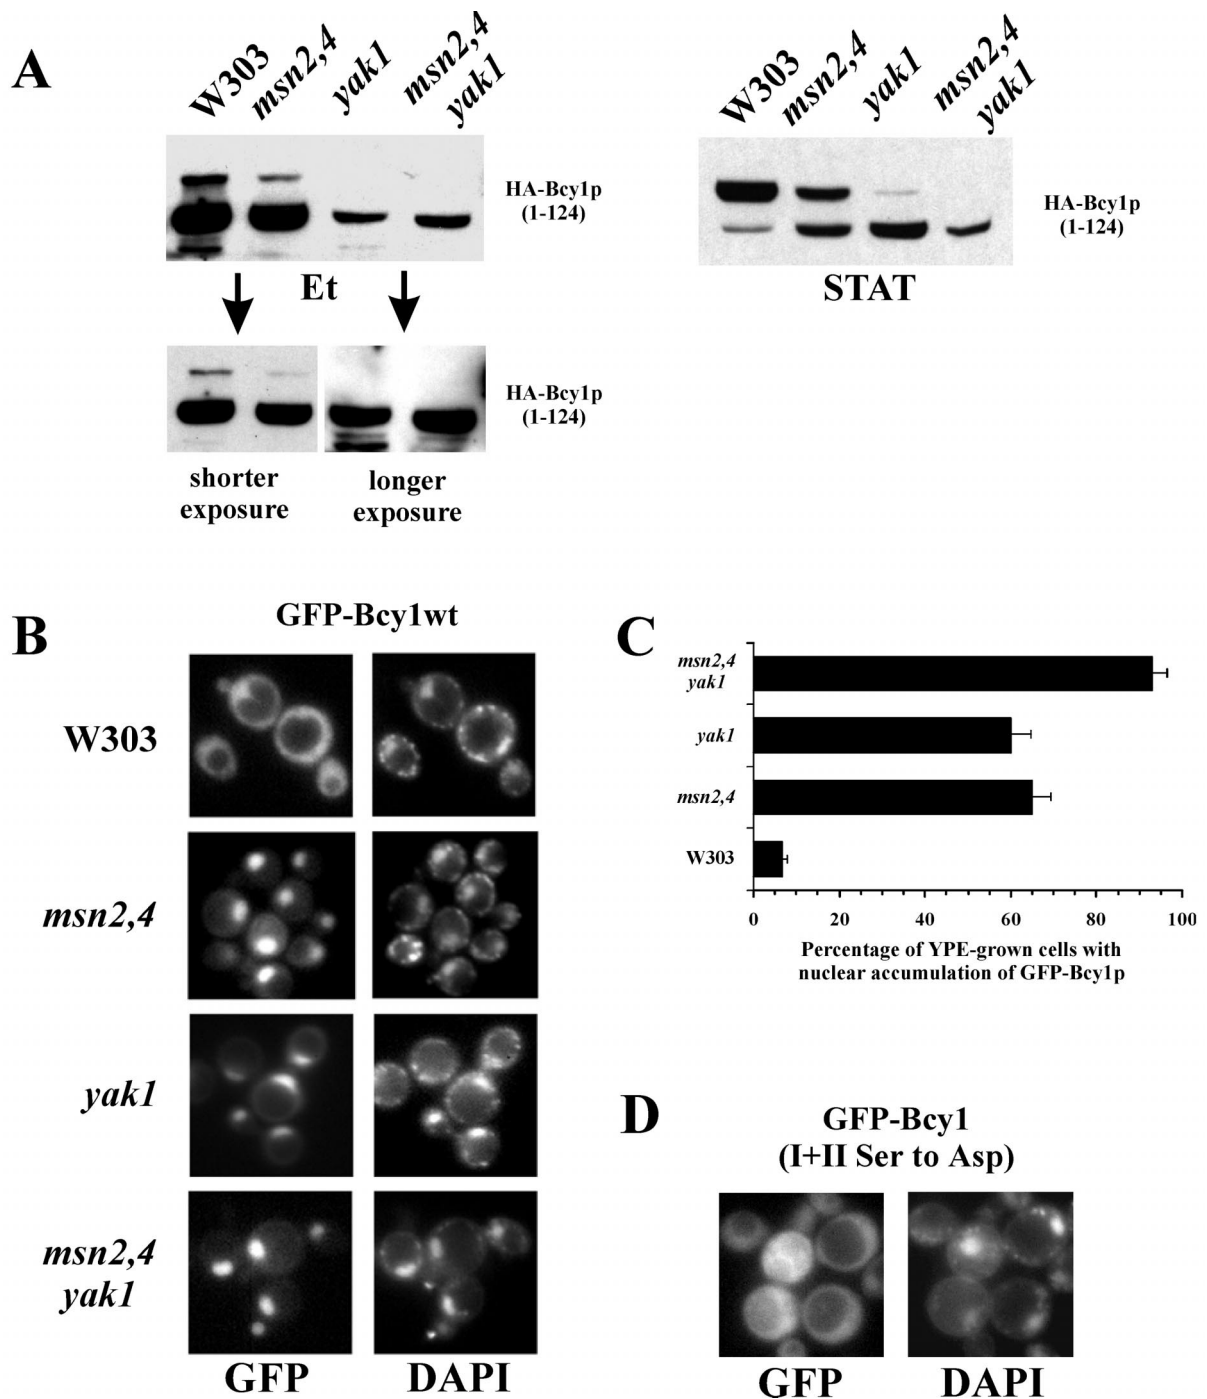 A
W303
msn2,4
yak1
msn2,4
yak1
HA-Bcy1p
(1-124)
Et
HA-Bcy1p
(1-124)
shorter
exposure
longer
exposure
W303
msn2,4
yak1
msn2,4
yak1
HA-Bcy1p
(1-124)
STAT
B
GFP-Bcy1wt
W303
msn2,4
yak1
msn2,4
yak1
GFP
DAPI
C
msn2,4
yak1
yak1
msn2,4
W303
0
20
40
60
80
100
Percentage of YPE-grown cells with
nuclear accumulation of GFP-Bcy1p
D
GFP-Bcy1
(I+II Ser to Asp)
GFP
DAPI